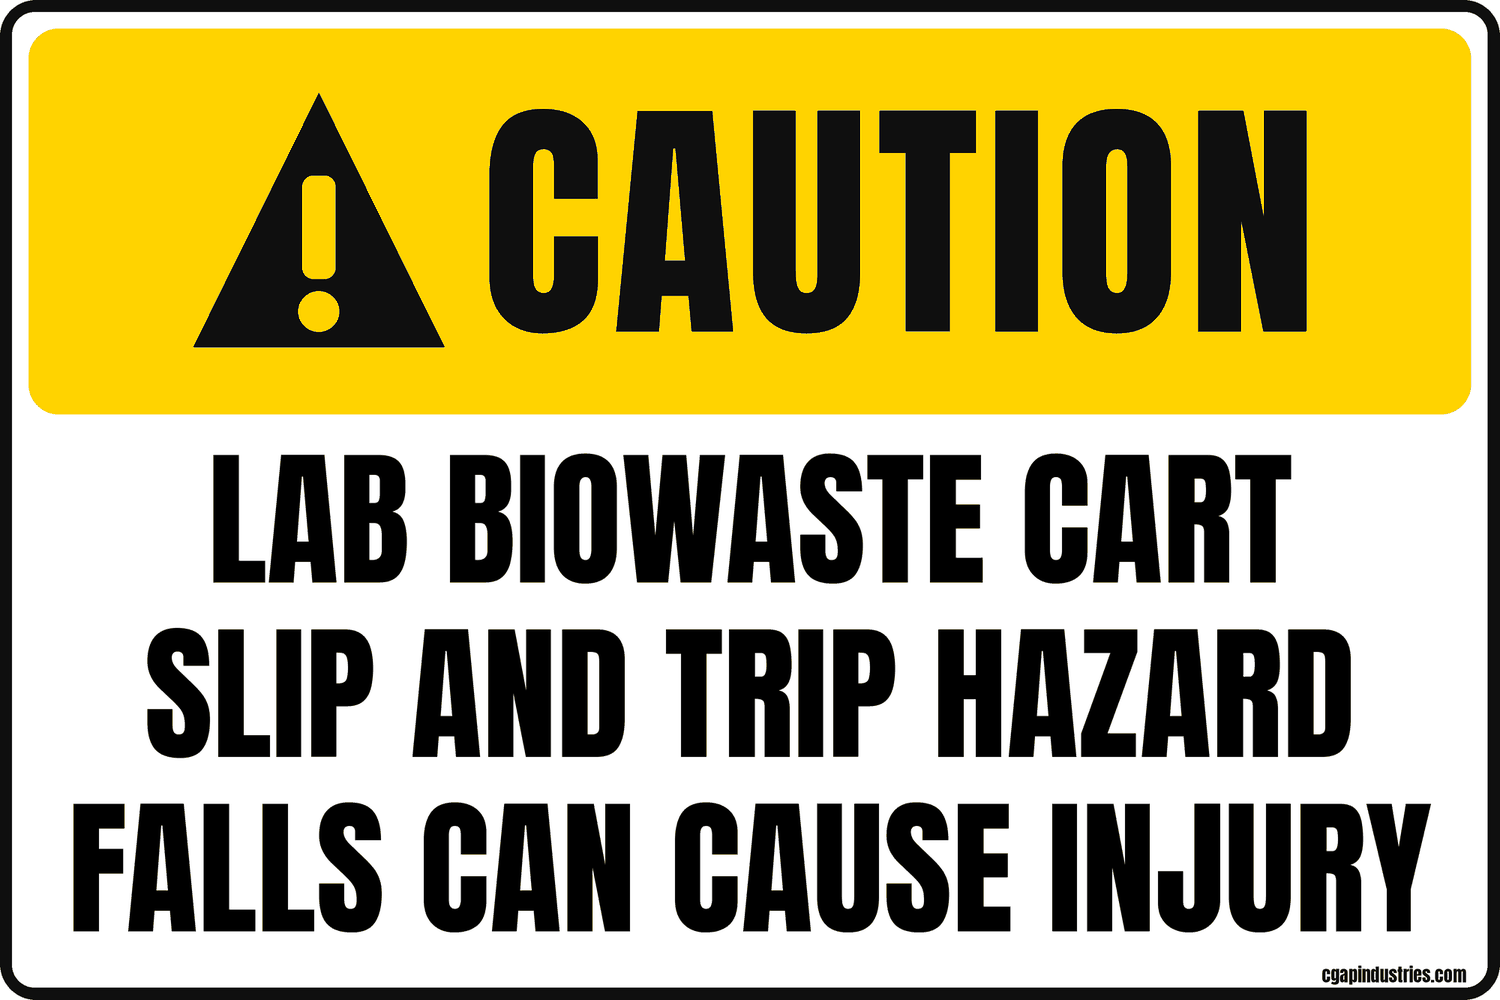 CAUTION
LAB BIOWASTE CART
SLIP AND TRIP HAZARD
FALLS CAN CAUSE INJURY
cgapindustries.com